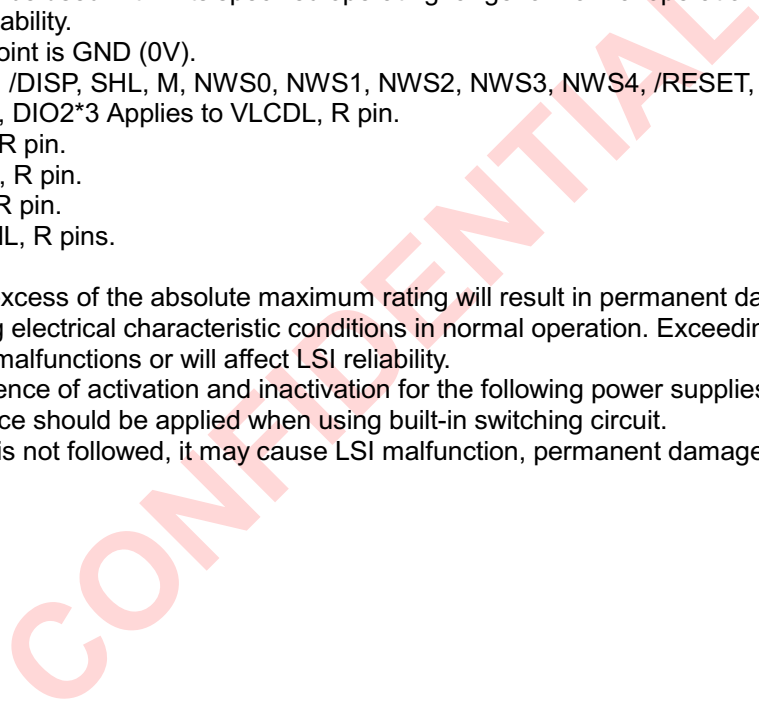 ability.
oint is GND (0V).
/DISP, SHL, M, NWS0, NWS1, NWS2, NWS3, NWS4, /RESET,
, DIO2*3 Applies to VLCDL, R pin.
R pin.
, R pin.
R pin.
L, R pins.
xcess of the absolute maximum rating will result in permanent da
g electrical characteristic conditions in normal operation. Exceedin
malfunctions or will affect LSI reliability.
ence of activation and inactivation for the following power supplies
ce should be applied when using built-in switching circuit.
is not followed, it may cause LSI malfunction, permanent damage
CONFIDENTIAL